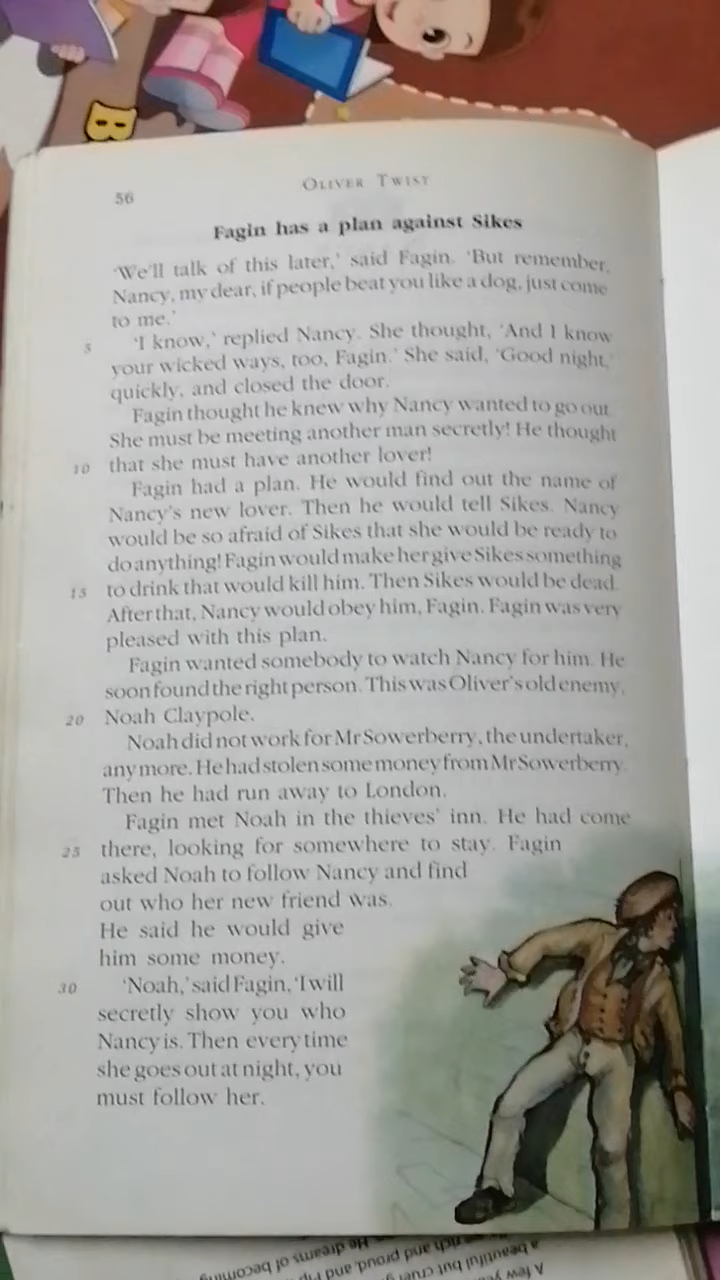 56
OLIVER TWIST
Fagin has a plan against Sikes
'We'll talk of this later,' said Fagin. 'But remember,
Nancy, my dear, if people beat you like a dog, just come
to me.'
5 'I know,' replied Nancy. She thought, 'And I know
your wicked ways, too, Fagin.' She said, 'Good night,'
quickly, and closed the door.
Fagin thought he knew why Nancy wanted to go out.
She must be meeting another man secretly! He thought
10 that she must have another lover!
Fagin had a plan. He would find out the name of
Nancy's new lover. Then he would tell Sikes. Nancy
would be so afraid of Sikes that she would be ready to
do anything! Fagin would make her give Sikes something
15 to drink that would kill him. Then Sikes would be dead.
After that, Nancy would obey him, Fagin. Fagin was very
pleased with this plan.
Fagin wanted somebody to watch Nancy for him. He
soon found the right person. This was Oliver's old enemy,
20 Noah Claypole.
Noah did not work for Mr Sowerberry, the undertaker,
any more. He had stolen some money from Mr Sowerberry.
Then he had run away to London.
Fagin met Noah in the thieves' inn. He had come
25 there, looking for somewhere to stay. Fagin
asked Noah to follow Nancy and find
out who her new friend was.
He said he would give
him some money.
30 'Noah,' said Fagin, 'I will
secretly show you who
Nancy is. Then every time
she goes out at night, you
must follow her.
He dreams of becoming
rich and proud, and
a beautiful but cruel
A few